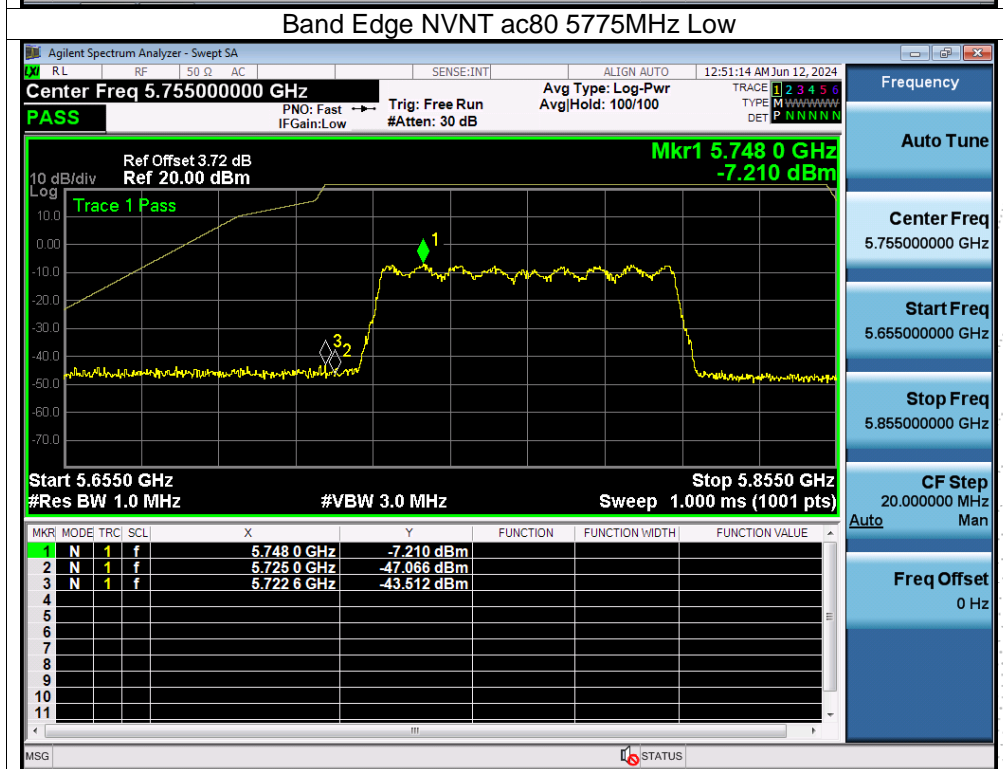 Band Edge NVNT ac80 5775MHz Low
Agilent Spectrum Analyzer - Swept SA
LXI RL RF 50 Ω AC SENSE:INT ALIGN AUTO 12:51:14 AM Jun 12, 2024
Center Freq 5.755000000 GHz
PASS
PNO: Fast
IFGain:Low
Trig: Free Run
#Atten: 30 dB
Avg Type: Log-Pwr
Avg|Hold: 100/100
TRACE 1 2 3 4 5 6
TYPE M WWWWW
DET P N N N N N
Ref Offset 3.72 dB
10 dB/div Ref 20.00 dBm
Log
Mkr1 5.748 0 GHz
-7.210 dBm
Trace 1 Pass
10.0
0.00
-10.0
-20.0
-30.0
-40.0
-50.0
-60.0
-70.0
1
3
2
Start 5.6550 GHz Stop 5.8550 GHz
#Res BW 1.0 MHz #VBW 3.0 MHz Sweep 1.000 ms (1001 pts)
MKR MODE TRC SCL X Y FUNCTION FUNCTION WIDTH FUNCTION VALUE
1 N 1 f 5.748 0 GHz -7.210 dBm
2 N 1 f 5.725 0 GHz -47.066 dBm
3 N 1 f 5.722 6 GHz -43.512 dBm
4
5
6
7
8
9
10
11
MSG STATUS
Frequency
Auto Tune
Center Freq
5.755000000 GHz
Start Freq
5.655000000 GHz
Stop Freq
5.855000000 GHz
CF Step
20.000000 MHz
Auto Man
Freq Offset
0 Hz